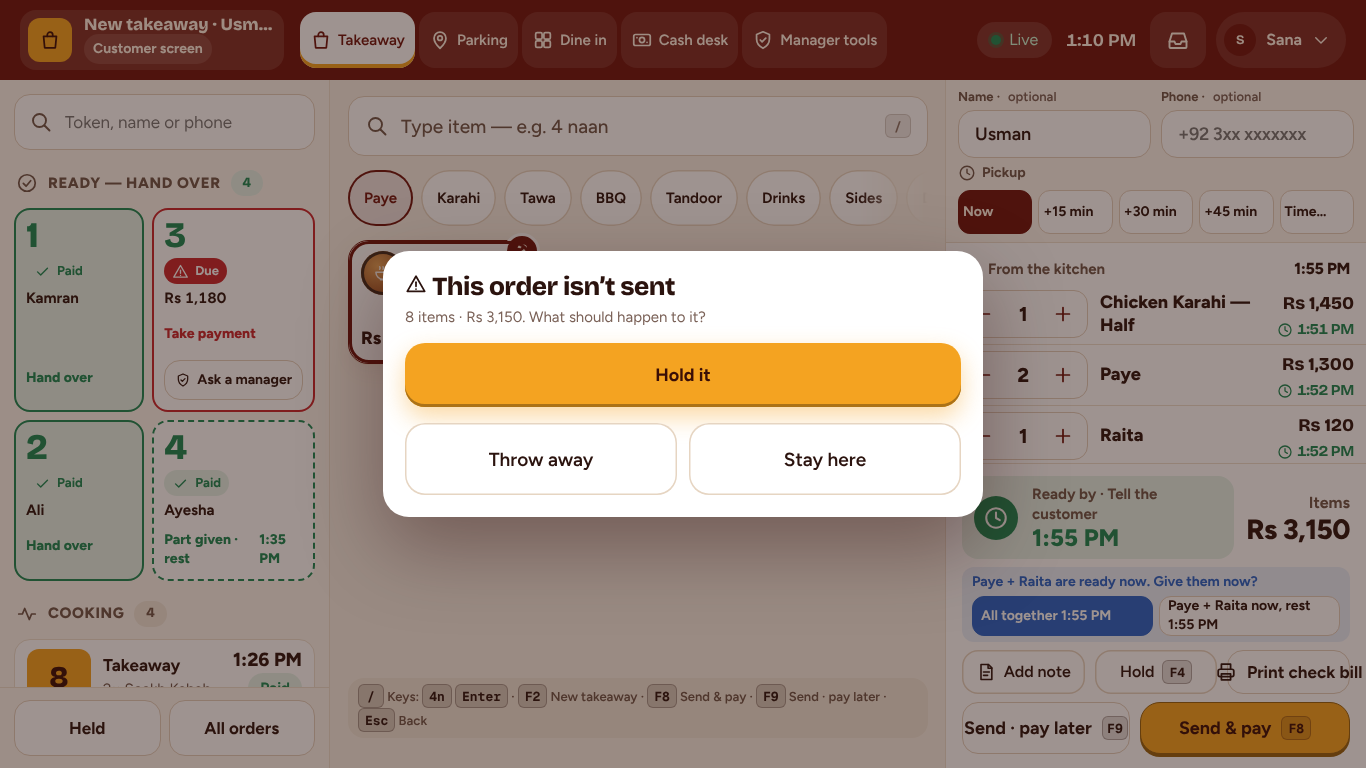 New takeaway · Usm...
Customer screen
Takeaway
Parking
Dine in
Cash desk
Manager tools
Live
1:10 PM
S
Sana
Token, name or phone
READY — HAND OVER 4
1
Paid
Kamran
Hand over
3
Due
Rs 1,180
Take payment
Ask a manager
2
Paid
Ali
Hand over
4
Paid
Ayesha
Part given · rest
1:35 PM
COOKING 4
8
Takeaway
1:26 PM
Paid
Held
All orders
Type item — e.g. 4 naan /
Paye
Karahi
Tawa
BBQ
Tandoor
Drinks
Sides
Rs
This order isn't sent
8 items · Rs 3,150. What should happen to it?
Hold it
Throw away
Stay here
/ Keys: 4n Enter · F2 New takeaway · F8 Send & pay · F9 Send · pay later ·
Esc Back
Name · optional
Usman
Phone · optional
+92 3xx xxxxxxx
Pickup
Now
+15 min
+30 min
+45 min
Time...
From the kitchen
1:55 PM
1 +
Chicken Karahi —
Half
Rs 1,450
1:51 PM
2 +
Paye
Rs 1,300
1:52 PM
1 +
Raita
Rs 120
1:52 PM
Ready by · Tell the
customer
1:55 PM
Items
Rs 3,150
Paye + Raita are ready now. Give them now?
All together 1:55 PM
Paye + Raita now, rest
1:55 PM
Add note
Hold F4
Print check bill
Send · pay later F9
Send & pay F8